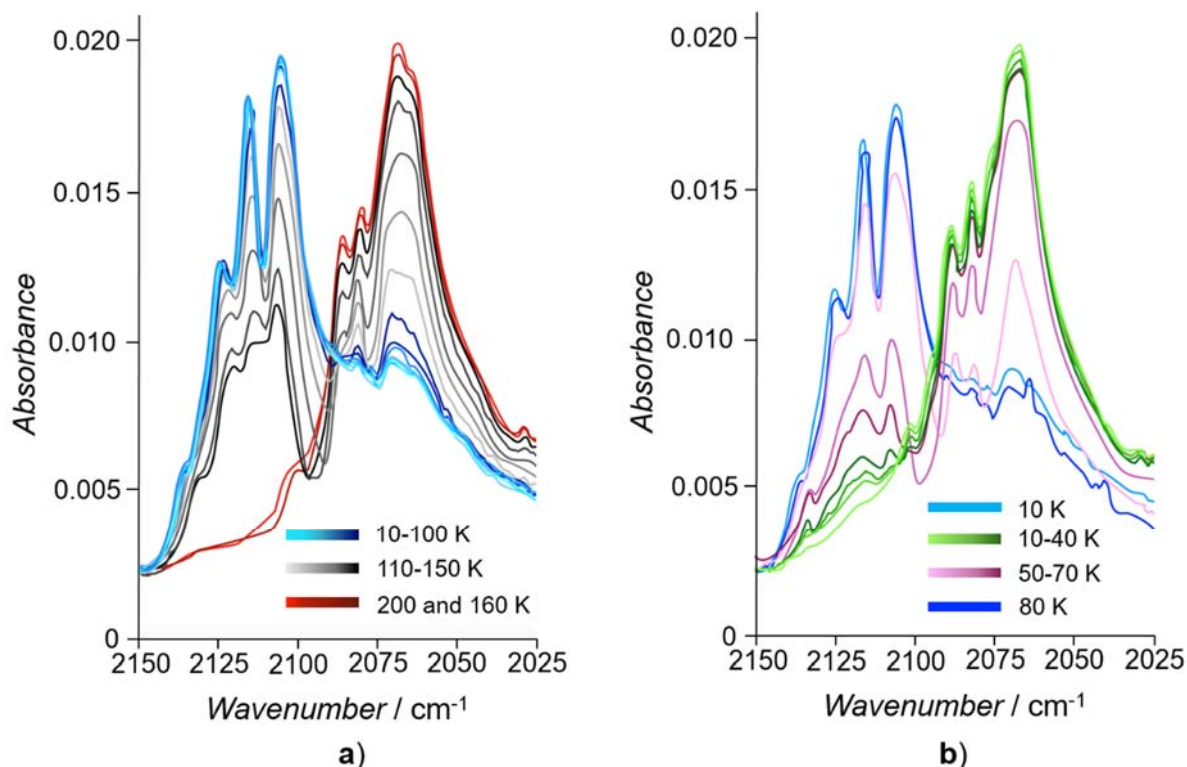 0.020
0.015
0.010
0.005
0
Absorbance
10-100 K
110-150 K
200 and 160 K
2150 2125 2100 2075 2050 2025
Wavenumber / cm⁻¹
a)
0.020
0.015
0.010
0.005
0
Absorbance
10 K
10-40 K
50-70 K
80 K
2150 2125 2100 2075 2050 2025
Wavenumber / cm⁻¹
b)